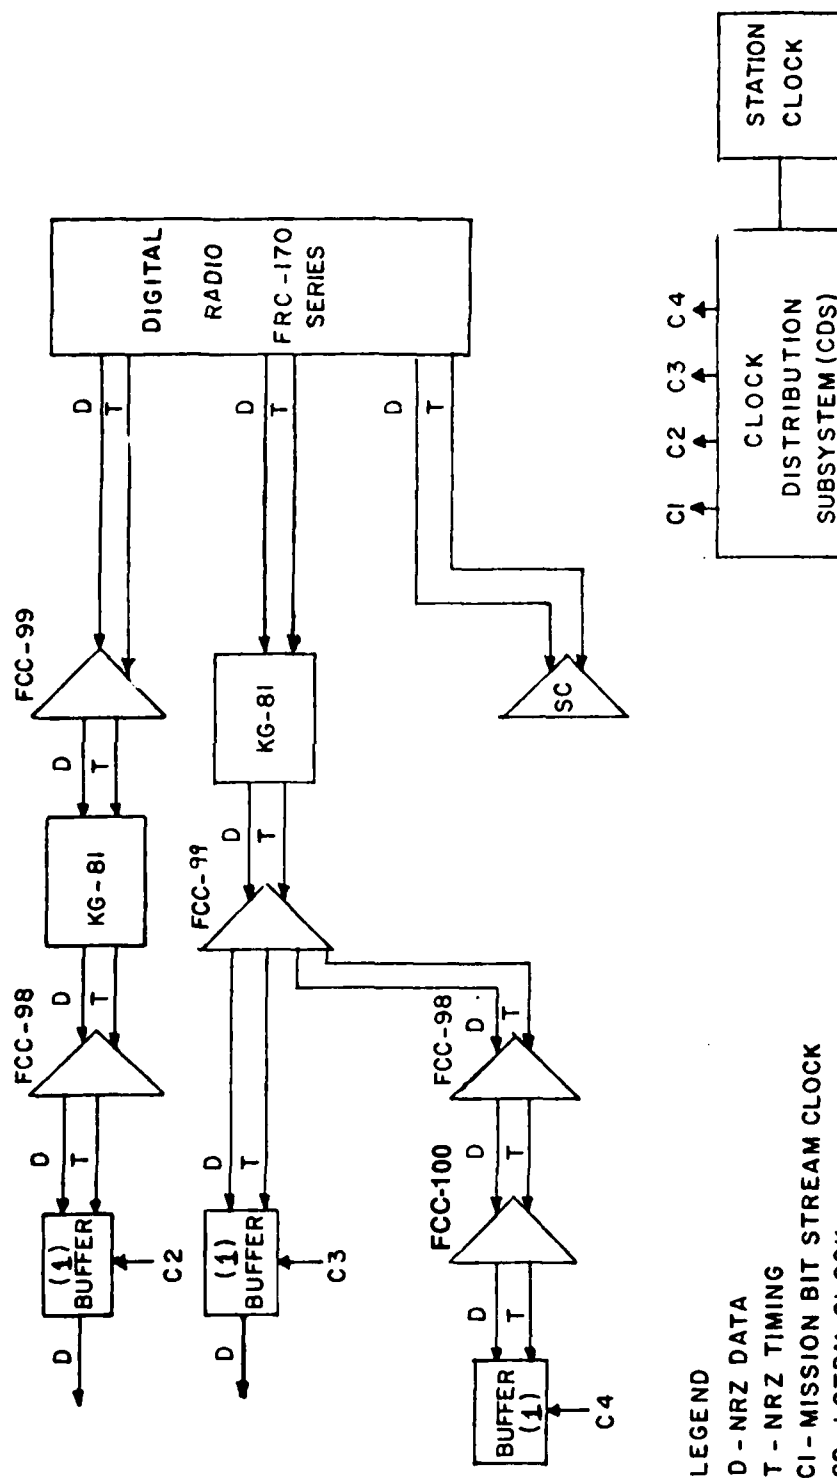 FCC-98
FCC-99
D
(1)
BUFFER
D
T
D
T
KG-81
D
T
D
T
DIGITAL
RADIO
FRC-170
SERIES
C2
FCC-99
D
(1)
BUFFER
D
T
D
T
KG-81
D
T
C3
FCC-100
FCC-98
BUFFER
(1)
D
T
D
T
D
T
SC
D
T
C4
C1
C2
C3
C4
CLOCK
DISTRIBUTION
SUBSYSTEM (CDS)
STATION
CLOCK
LEGEND
D - NRZ DATA
T - NRZ TIMING
C1 - MISSION BIT STREAM CLOCK